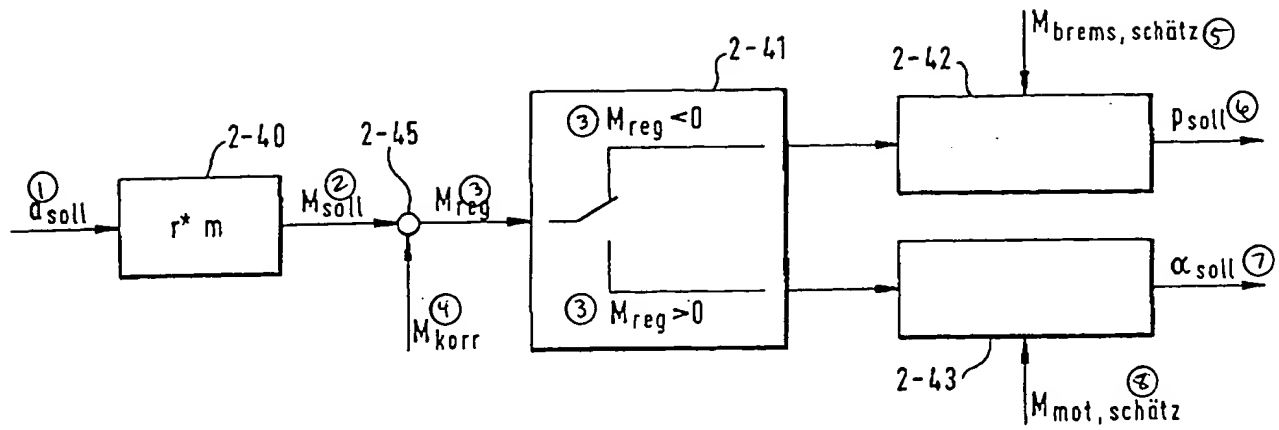 2-41
M brems, schätz ⑤
2-42
③ M reg <0
p soll ⑥
2-40
2-45
① a soll
r* m
M soll ②
M reg ③
④ M korr
③ M reg >0
α soll ⑦
2-43
M mot, schätz ⑧